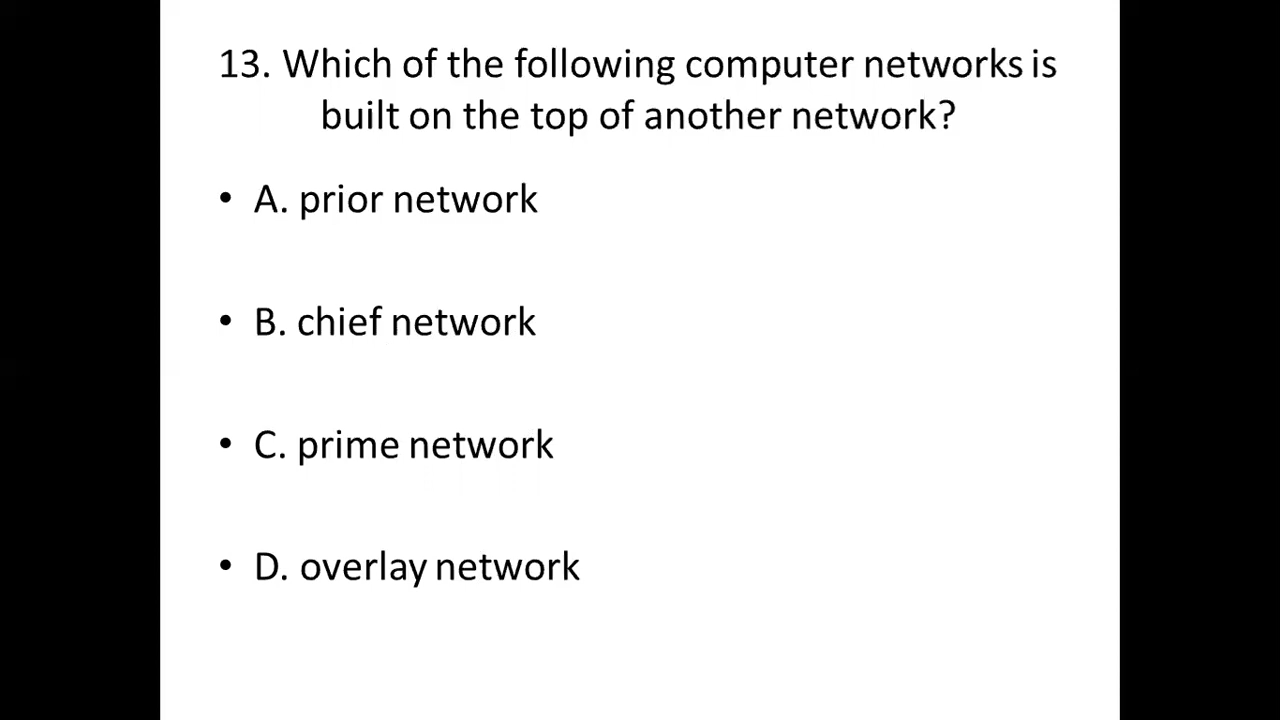 13. Which of the following computer networks is
built on the top of another network?
• A. prior network
• B. chief network
• C. prime network
• D. overlay network